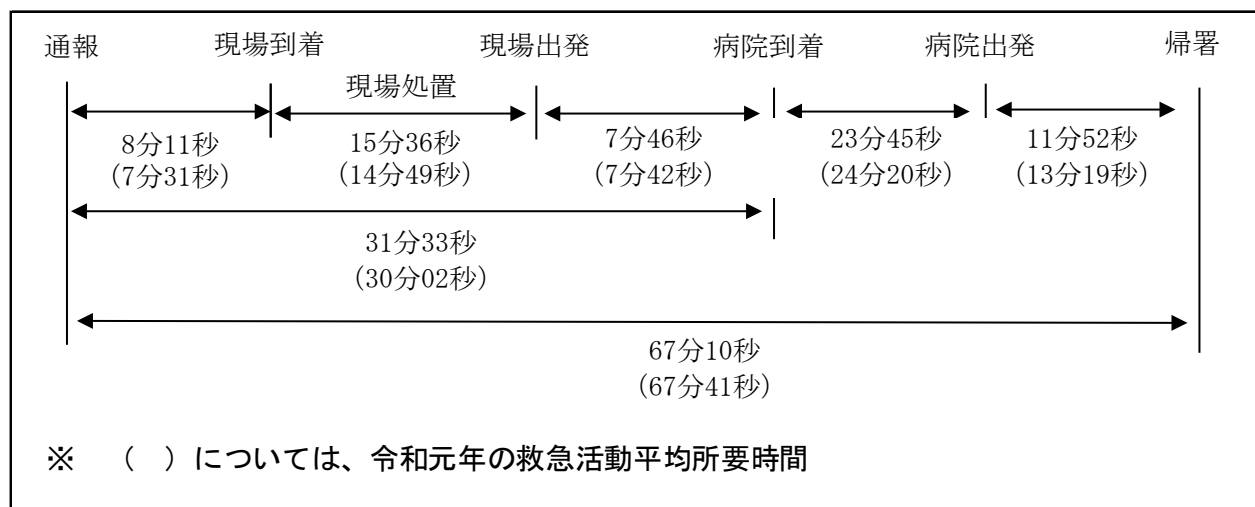 通報 現場到着 現場出発 病院到着 病院出発 帰署
現場処置
8分11秒 15分36秒 7分46秒 23分45秒 11分52秒
(7分31秒) (14分49秒) (7分42秒) (24分20秒) (13分19秒)
31分33秒
(30分02秒)
67分10秒
(67分41秒)
※ ( )については、令和元年の救急活動平均所要時間